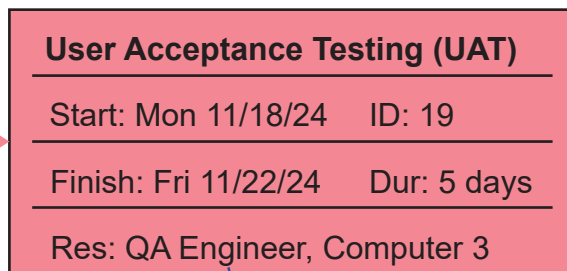 User Acceptance Testing (UAT)
Start: Mon 11/18/24 ID: 19
Finish: Fri 11/22/24 Dur: 5 days
Res: QA Engineer, Computer 3